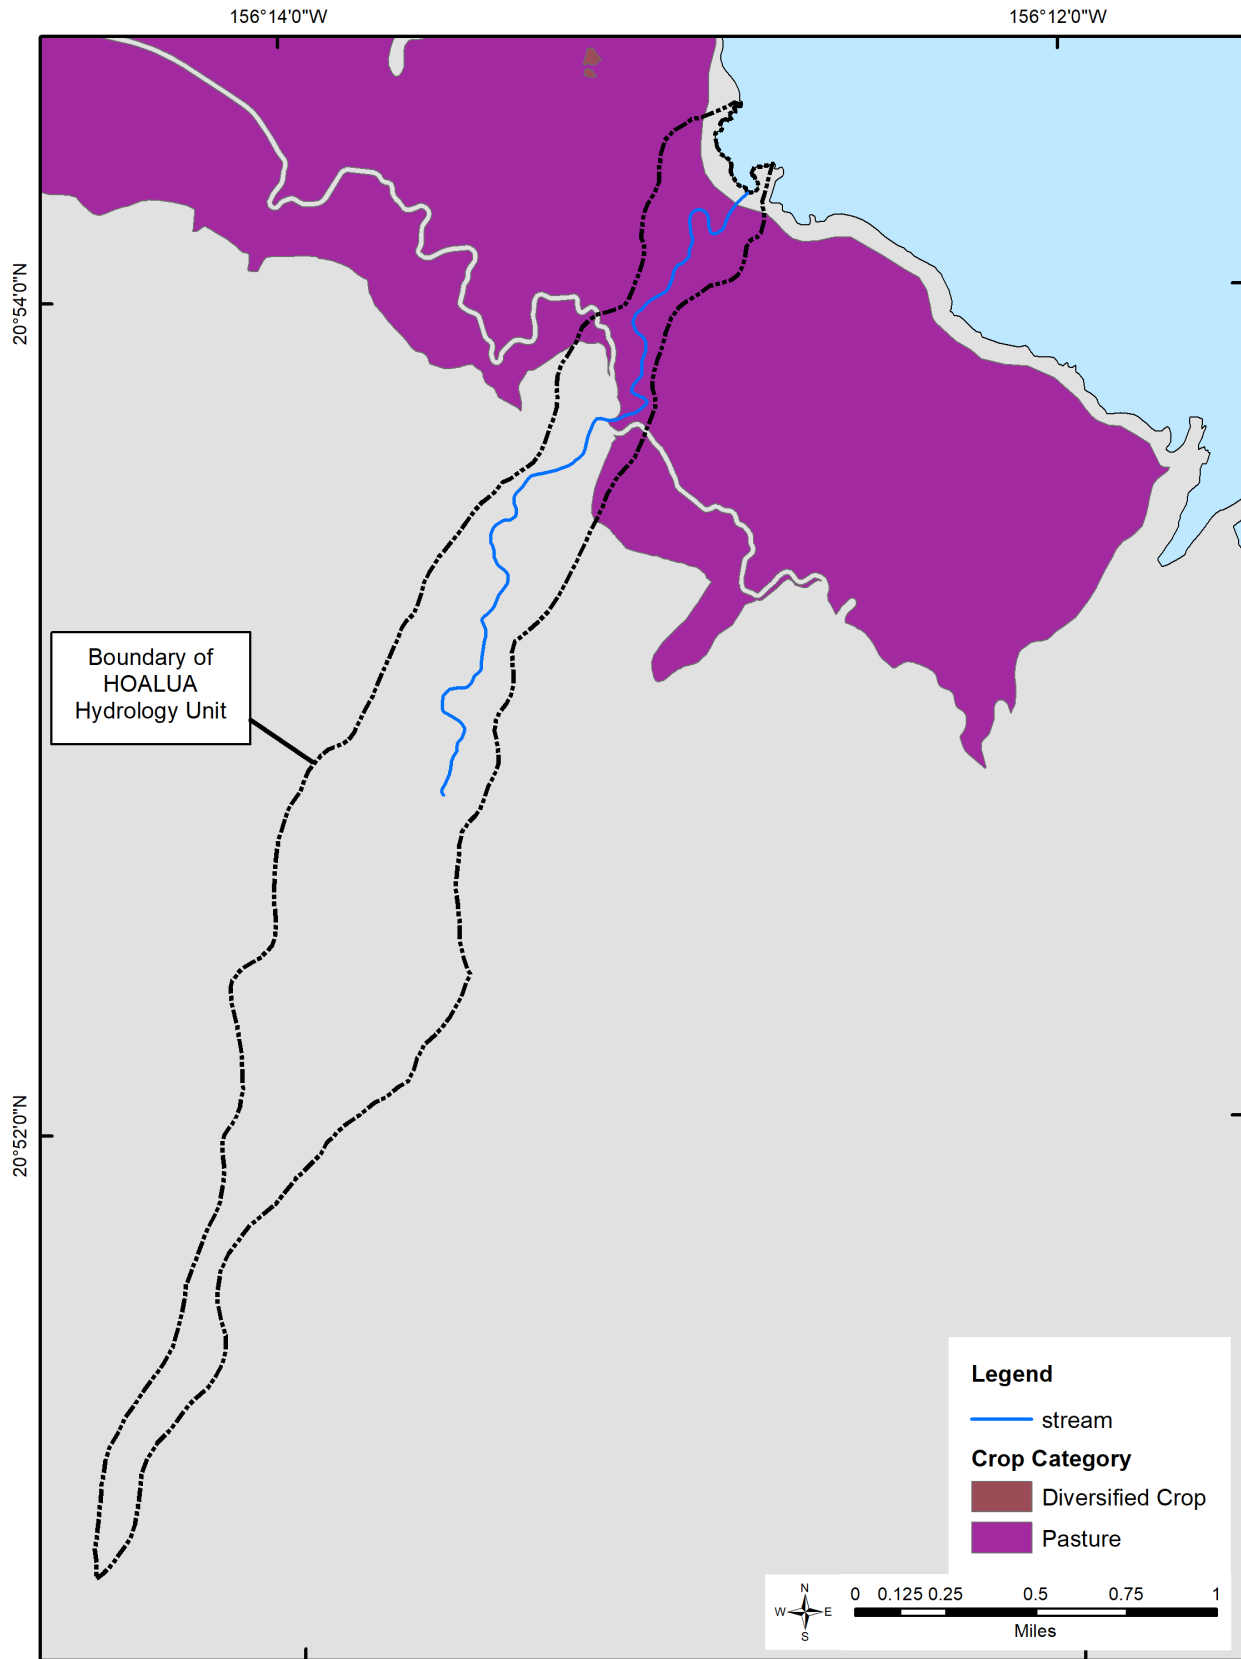 156°14'0"W
156°12'0"W
20°54'0"N
Boundary of
HOALUA
Hydrology Unit
20°52'0"N
Legend
stream
Crop Category
Diversified Crop
Pasture
N
W E
S
0 0.125 0.25 0.5 0.75 1
Miles